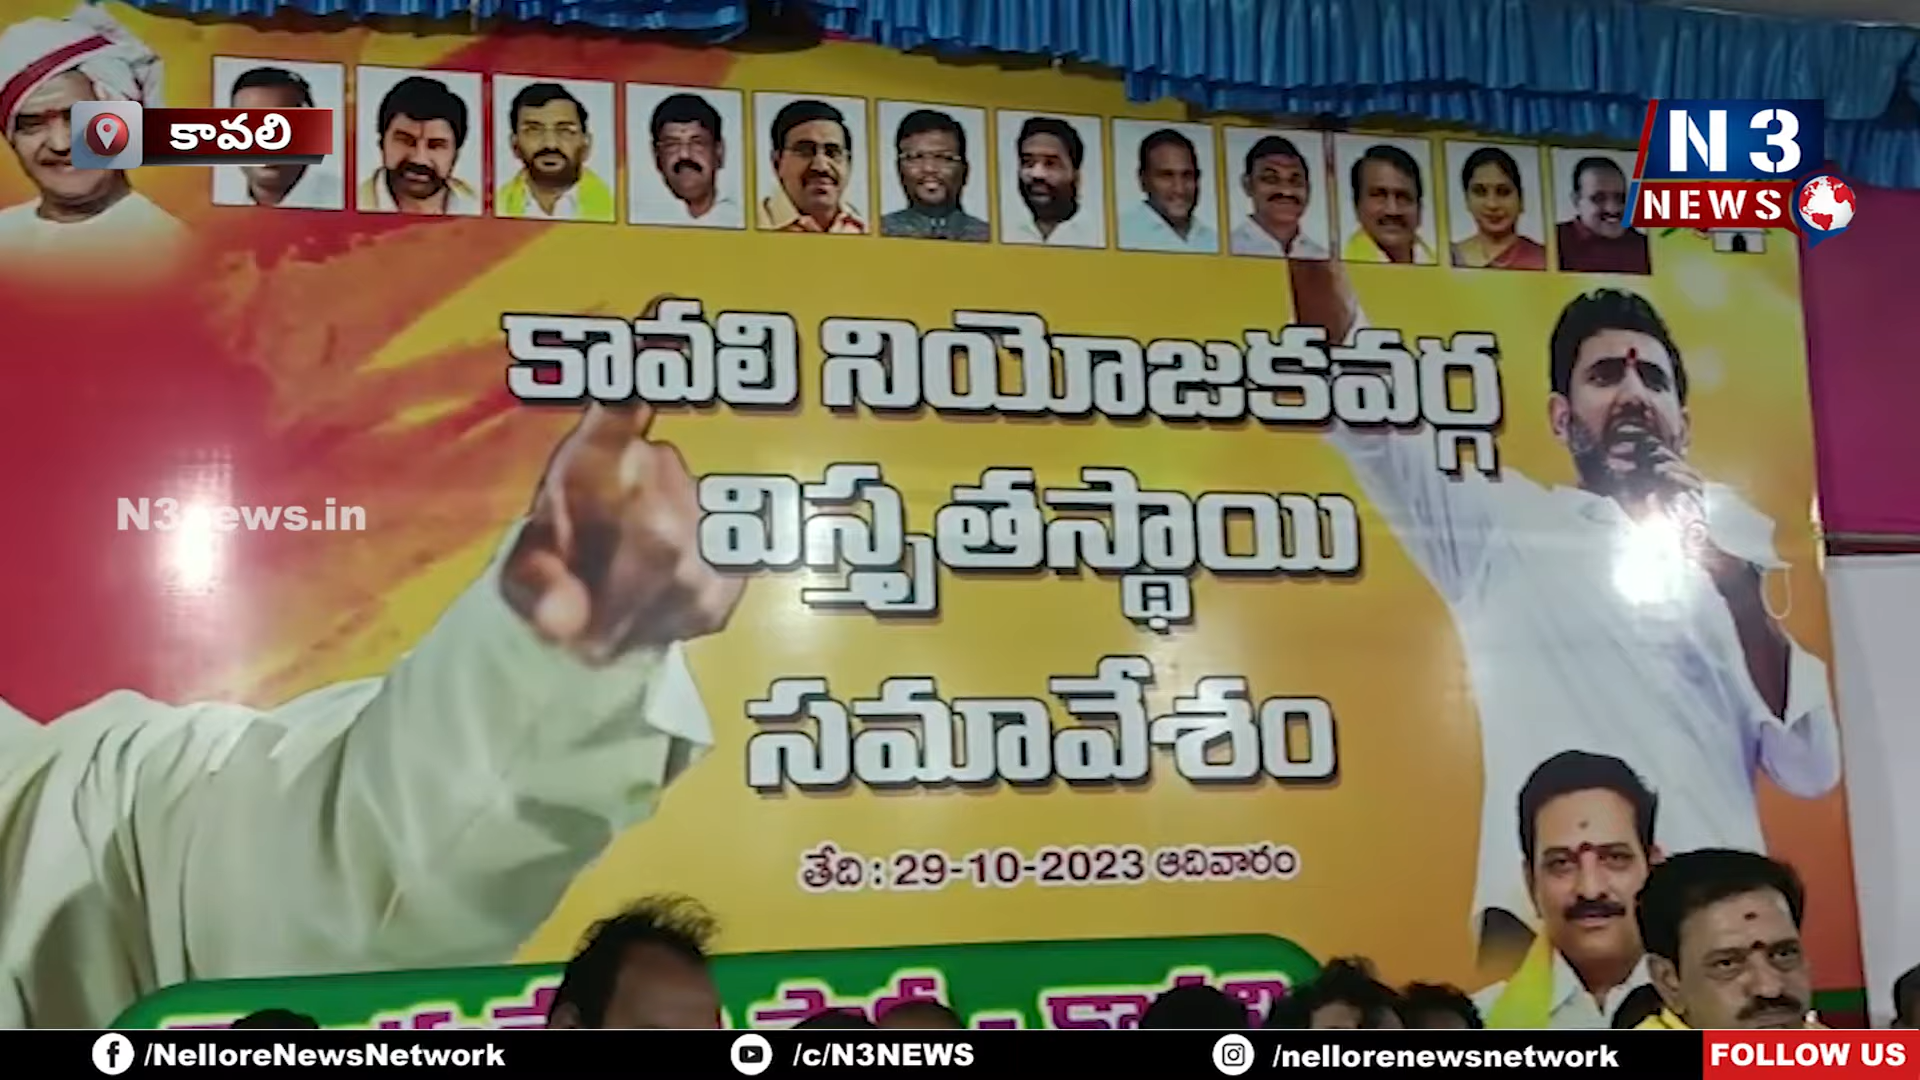 కావలి
N3
NEWS
కావలి నియోజకవర్గ
N3news.in
విస్తృతస్థాయి
సమావేశం
తేది : 29-10-2023 ఆదివారం
/NelloreNewsNetwork
/c/N3NEWS
/nellorenewsnetwork
FOLLOW US